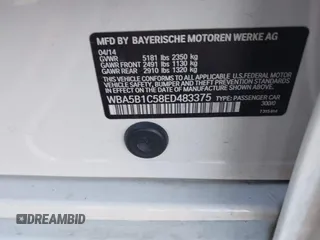 MFD BY BAYERISCHE MOTOREN WERKE AG
04/14
GVWR 5181 lbs 2350 kg
GAWR FRONT 2491 lbs 1130 kg
GAWR REAR 2910 lbs 1320 kg
THIS VEHICLE CONFORMS TO ALL APPLICABLE U.S. FEDERAL
MOTOR VEHICLE SAFETY, BUMPER, AND THEFT PREVENTION
STANDARDS IN EFFECT ON THE DATE OF MANUFACTURE SHOWN ABOVE.
WBA5B1C58ED483375 TYPE: PASSENGER CAR
DREAMBID